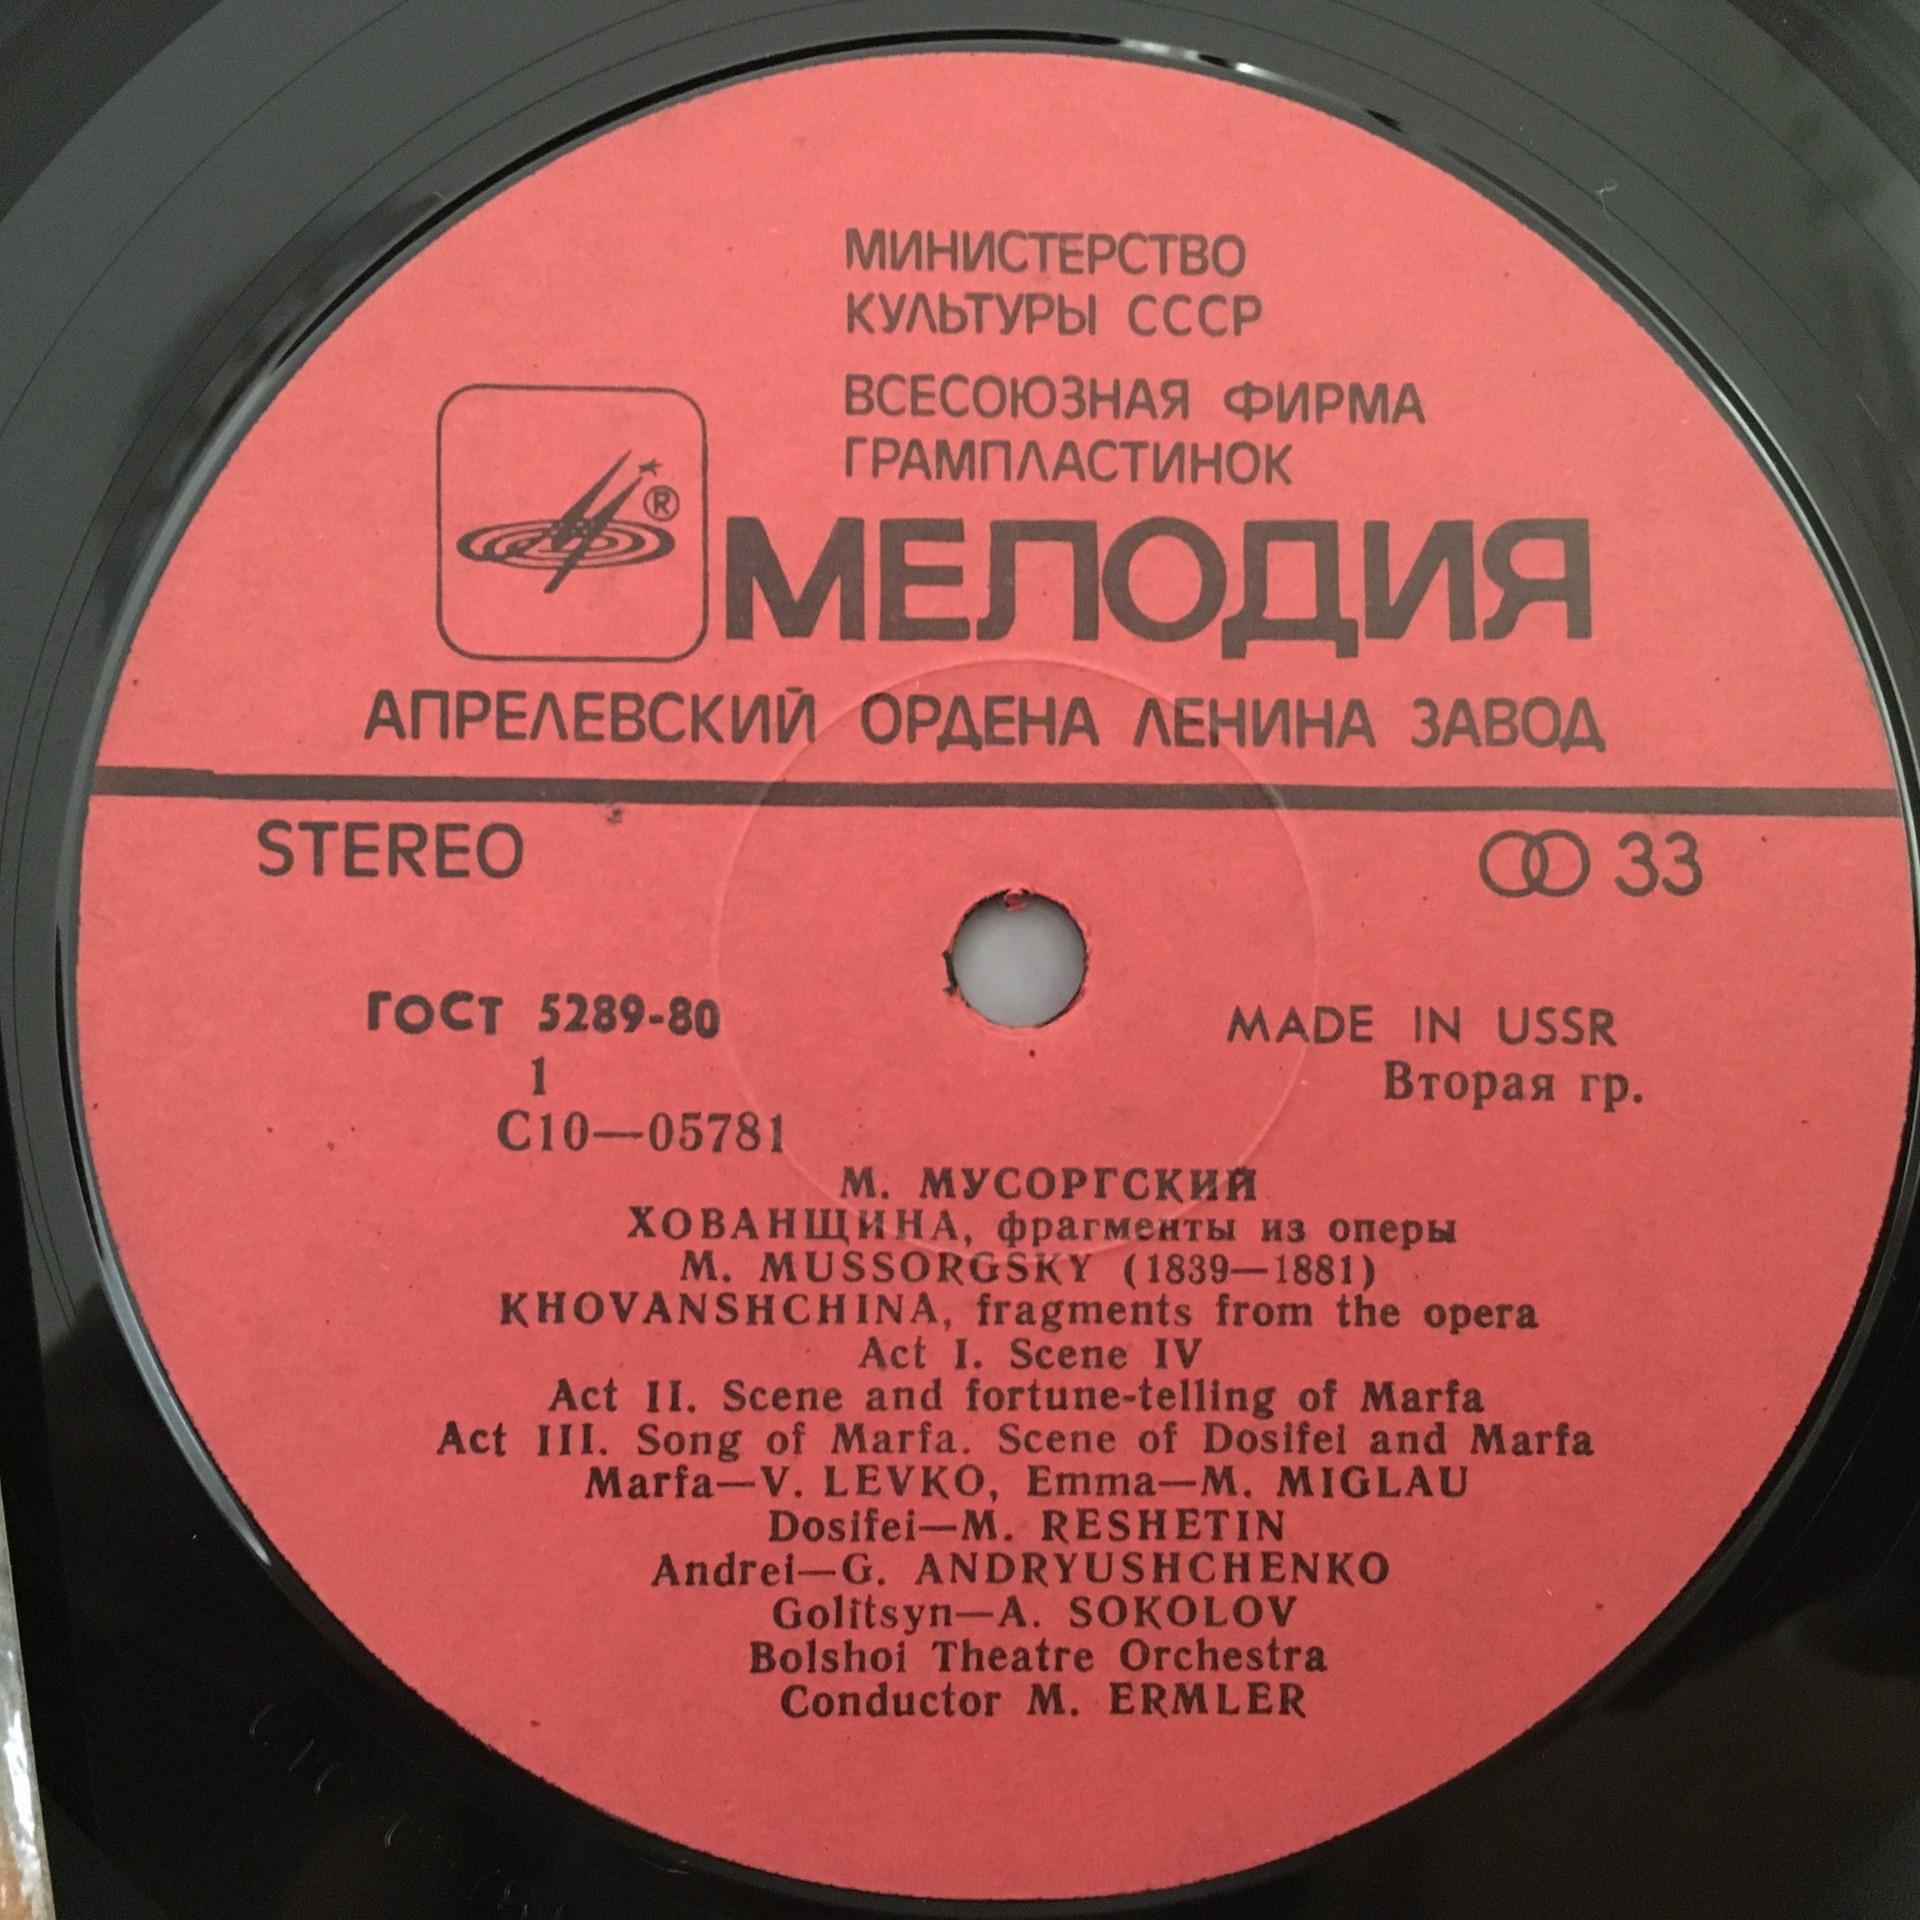 МИНИСТЕРСТВО
КУЛЬТУРЫ СССР
ВСЕСОЮЗНАЯ ФИРМА
ГРАМПЛАСТИНОК
®
МЕЛОДИЯ
АПРЕЛЕВСКИЙ ОРДЕНА ЛЕНИНА ЗАВОД
STEREO
33
ГОСТ 5289-80
MADE IN USSR
1
Вторая гр.
С10—05781
М. МУСОРГСКИЙ
ХОВАНЩИНА, фрагменты из оперы
M. MUSSORGSKY (1839—1881)
KHOVANSHCHINA, fragments from the opera
Act I. Scene IV
Act II. Scene and fortune-telling of Marfa
Act III. Song of Marfa. Scene of Dosifei and Marfa
Marfa—V. LEVKO, Emma—M. MIGLAU
Dosifei—M. RESHETIN
Andrei—G. ANDRYUSHCHENKO
Golitsyn—A. SOKOLOV
Bolshoi Theatre Orchestra
Conductor M. ERMLER